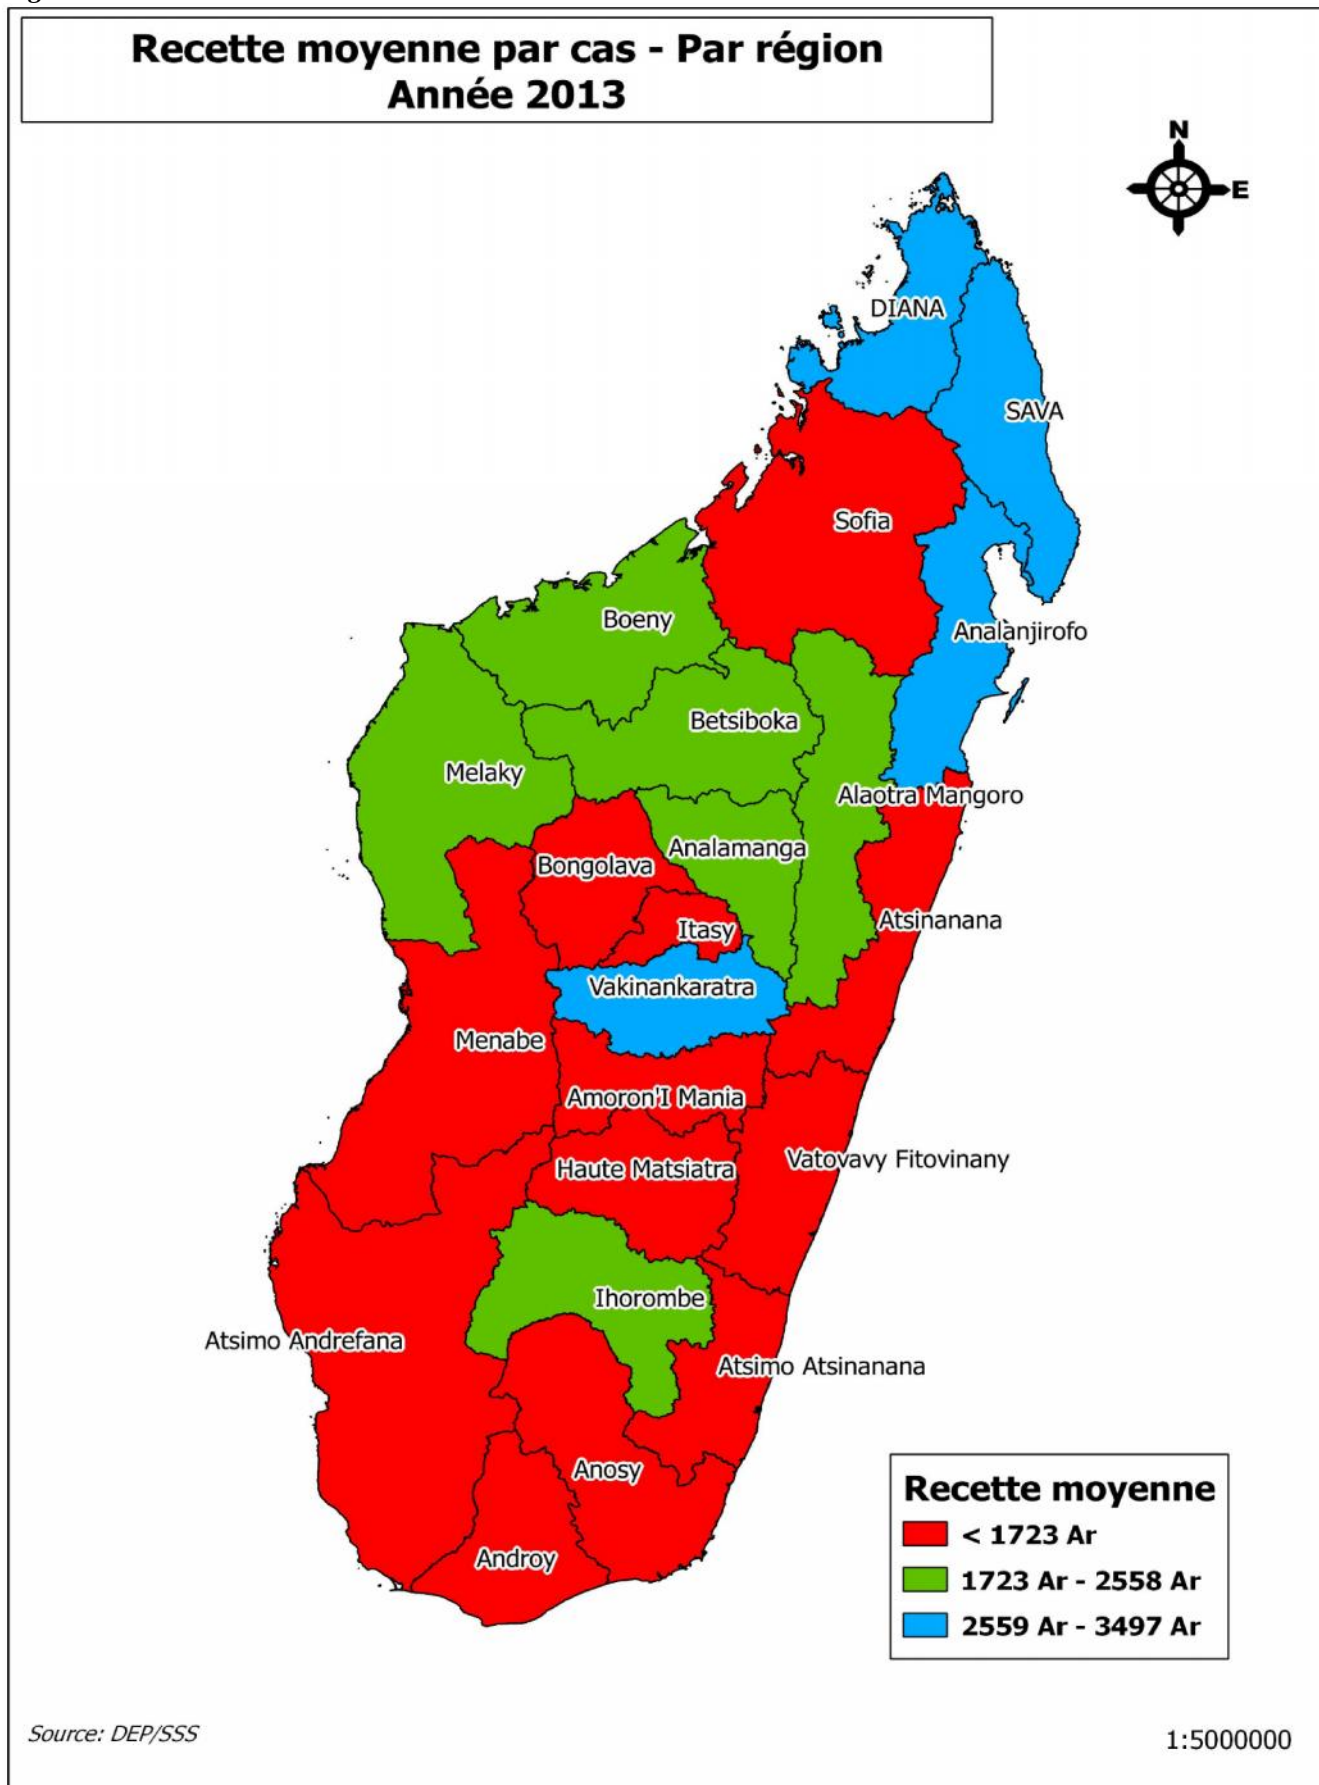 Recette moyenne par cas - Par région
Année 2013
N
E
DIANA
SAVA
Sofia
Boeny
Analanjirofo
Betsiboka
Melaky
Alaotra Mangoro
Analamanga
Bongolava
Atsinanana
Itasy
Vakinankaratra
Menabe
Amoron'I Mania
Vatovavy Fitovinany
Haute Matsiatra
Ihorombe
Atsimo Andrefana
Atsimo Atsinanana
Anosy
Androy
Recette moyenne
< 1723 Ar
1723 Ar - 2558 Ar
2559 Ar - 3497 Ar
Source: DEP/SSS
1:5000000